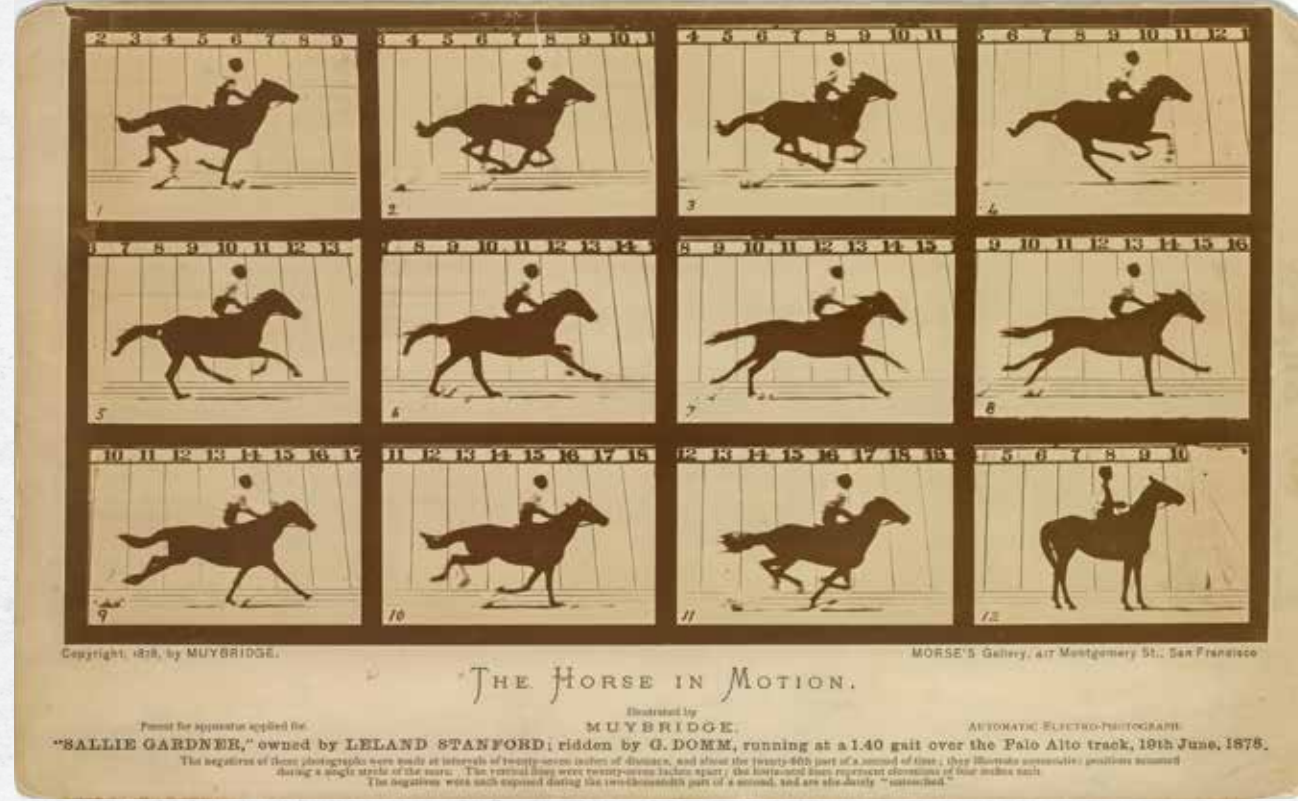 2 3 4 5 6 7 8 9
3 4 5 6 7 8 9 10 1
4 5 6 7 8 9 10 11
5 6 7 8 9 10 11 12 1
1
2
3
4
6 7 8 9 10 11 12 13
7 8 9 10 11 12 13 14 1
8 9 10 11 12 13 14 15
9 10 11 12 13 14 15 16
5
6
7
8
10 11 12 13 14 15 16 17
11 12 13 14 15 16 17 18
12 13 14 15 16 17 18 19
5 6 7 8 9 10
9
10
11
12
Copyright, 1878, by MUYBRIDGE.
MORSE'S Gallery, 417 Montgomery St., San Francisco
THE HORSE IN MOTION.
Illustrated by
Patent for apparatus applied for.
MUYBRIDGE.
AUTOMATIC ELECTRO-PHOTOGRAPH.
"SALLIE GARDNER," owned by LELAND STANFORD; ridden by G. DOMM, running at a 1.40 gait over the Palo Alto track, 19th June, 1878.
The negatives of these photographs were made at intervals of twenty-seven inches of distance, and about the twenty-fifth part of a second of time; they illustrate consecutive positions assumed
during a single stride of the mare. The vertical lines were twenty-seven inches apart; the horizontal lines represent elevations of four inches each.
The negatives were each exposed during the two-thousandth part of a second, and are absolutely "untouched."